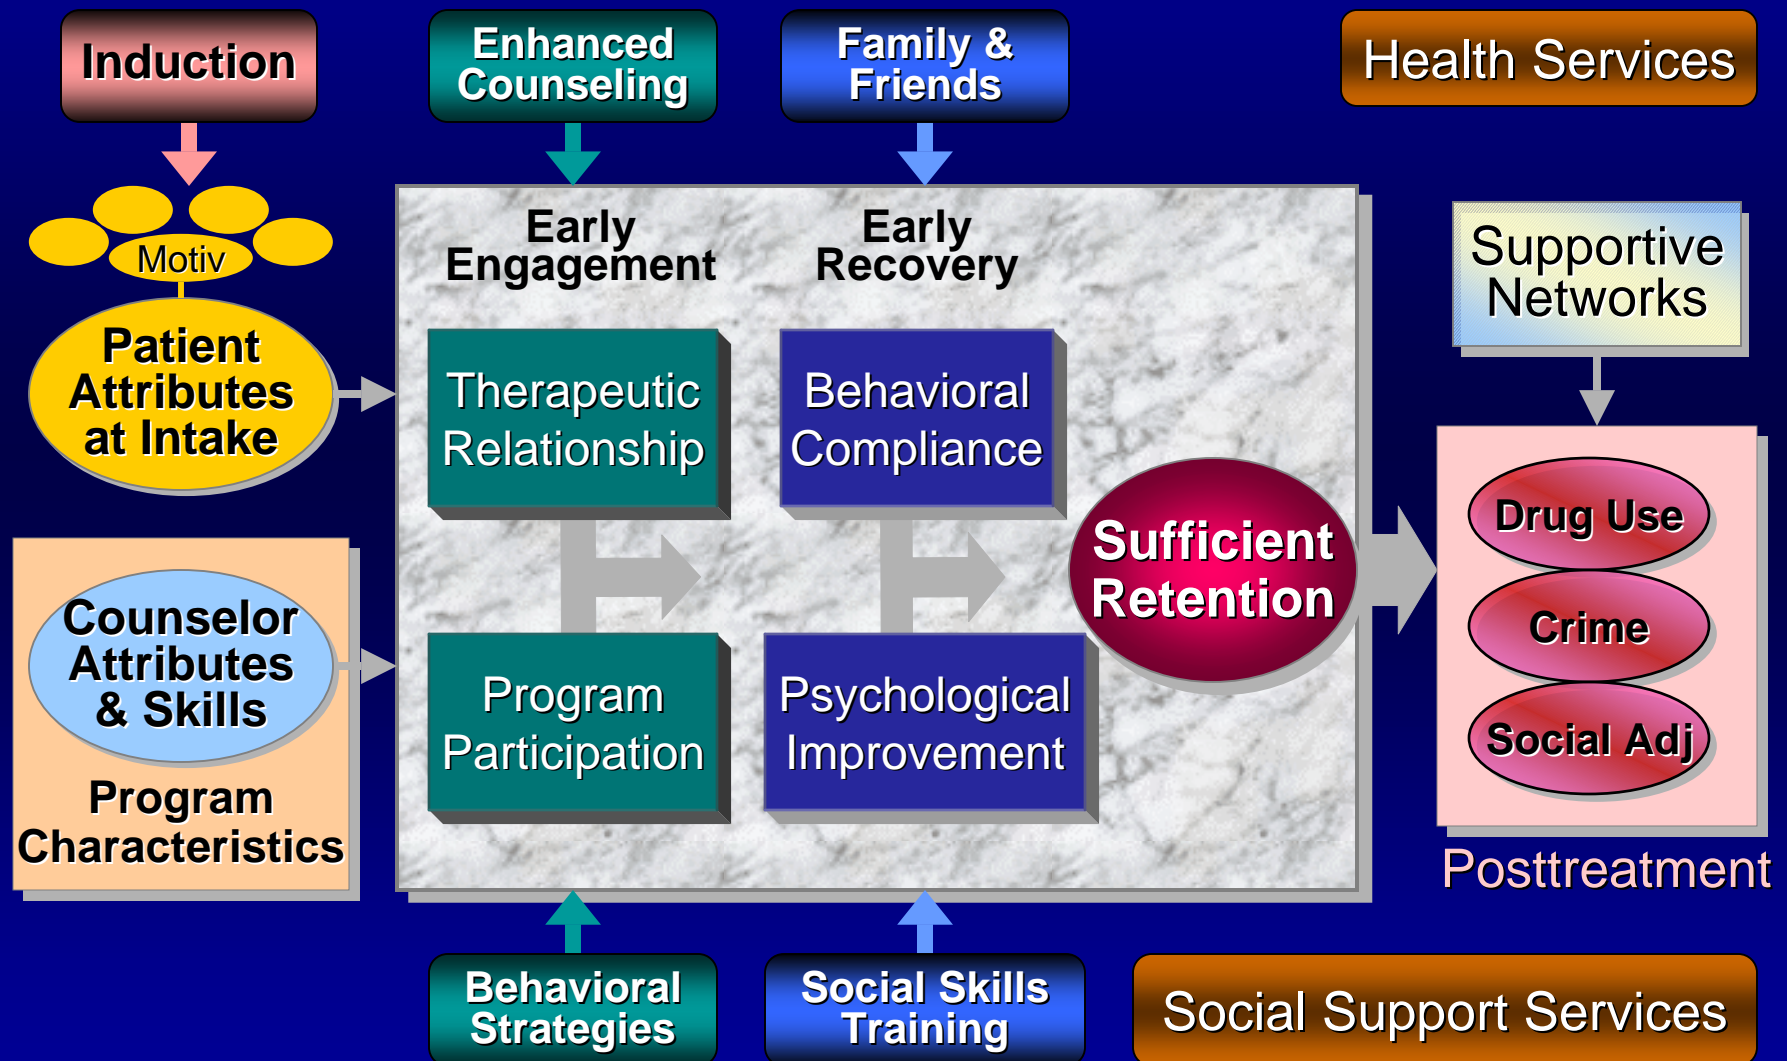 Induction
Enhanced
Counseling
Family &
Friends
Health Services
Motiv
Patient
Attributes
at Intake
Counselor
Attributes
& Skills
Program
Characteristics
Early
Engagement
Early
Recovery
Therapeutic
Relationship
Behavioral
Compliance
Program
Participation
Psychological
Improvement
Sufficient
Retention
Supportive
Networks
Drug Use
Crime
Social Adj
Posttreatment
Behavioral
Strategies
Social Skills
Training
Social Support Services